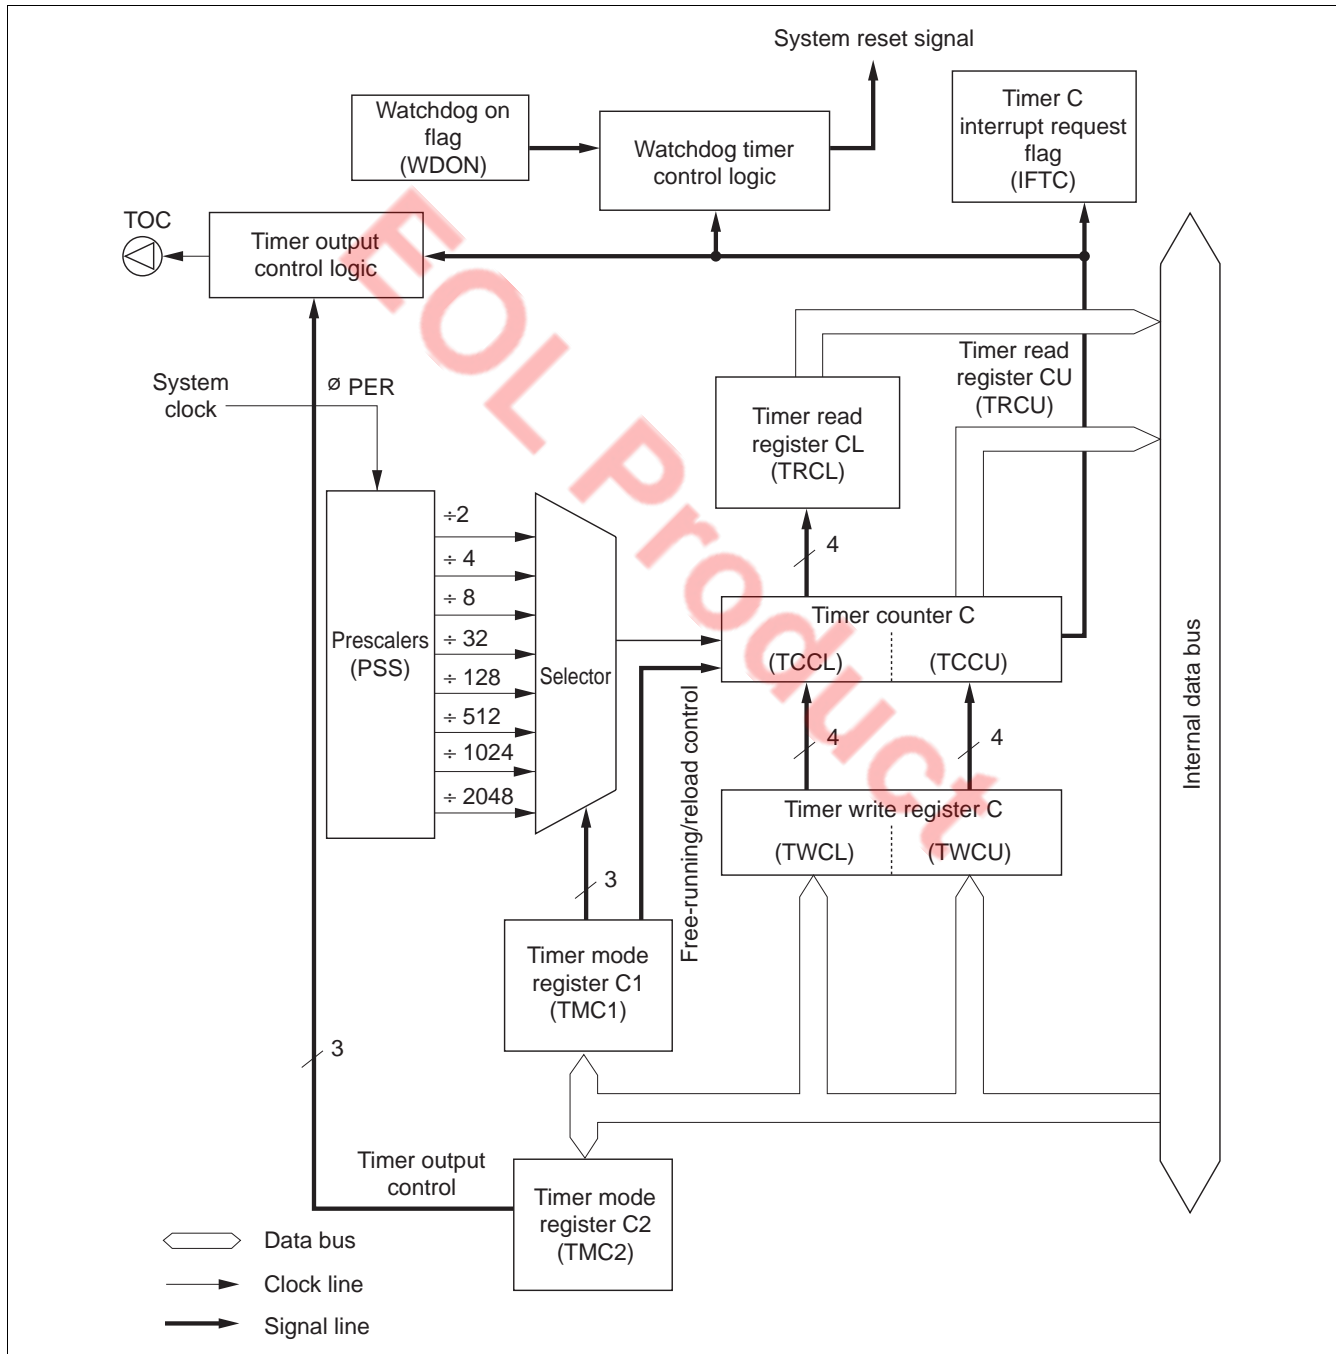 System reset signal
Watchdog on
flag
(WDON)
Watchdog timer
control logic
Timer C
interrupt request
flag
(IFTC)
TOC
Timer output
control logic
System
clock
ø PER
Timer read
register CL
(TRCL)
Timer read
register CU
(TRCU)
Prescalers
(PSS)
÷2
÷ 4
÷ 8
÷ 32
÷ 128
÷ 512
÷ 1024
÷ 2048
Selector
4
Timer counter C
(TCCL)
(TCCU)
Free-running/reload control
4
4
Timer write register C
(TWCL)
(TWCU)
Internal data bus
3
Timer mode
register C1
(TMC1)
3
Timer output
control
Timer mode
register C2
(TMC2)
Data bus
Clock line
Signal line
EOL Product